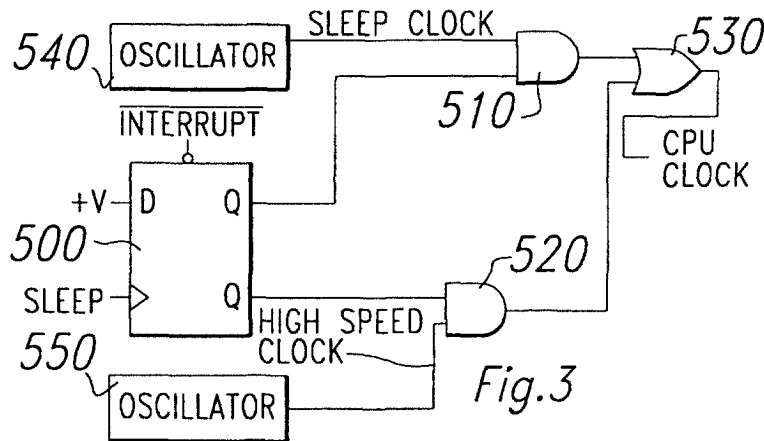 SLEEP CLOCK
530
540
OSCILLATOR
510
INTERRUPT
CPU
CLOCK
+V
D
Q
500
520
SLEEP
Q
HIGH SPEED
CLOCK
550
OSCILLATOR
Fig.3